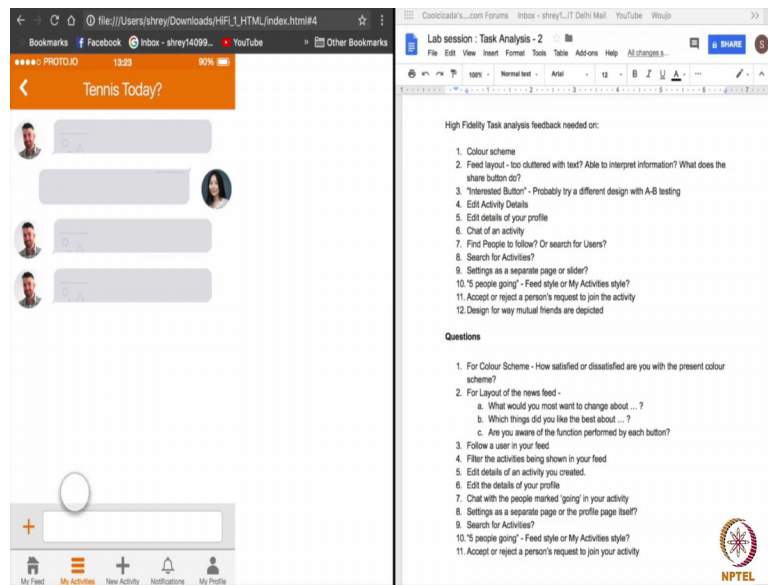 file:///Users/shrey/Downloads/HiFi_1_HTML/index.html#4
Bookmarks
Facebook
Inbox - shrey14099...
YouTube
»
Other Bookmarks
PROTO.IO
13:23
90%
Tennis Today?
My Feed
My Activities
New Activity
Notifications
My Profile
Coolcicada's....com Forums
Inbox - shrey1...IT Delhi Mail
YouTube
Woujo
>>
Lab session : Task Analysis - 2
File Edit View Insert Format Tools Table Add-ons Help All changes s...
SHARE
S
100% Normal text Arial 12 B I U A
High Fidelity Task analysis feedback needed on:
1. Colour scheme
2. Feed layout - too cluttered with text? Able to interpret information? What does the
share button do?
3. "Interested Button" - Probably try a different design with A-B testing
4. Edit Activity Details
5. Edit details of your profile
6. Chat of an activity
7. Find People to follow? Or search for Users?
8. Search for Activities?
9. Settings as a separate page or slider?
10. "5 people going" - Feed style or My Activities style?
11. Accept or reject a person's request to join the activity
12. Design for way mutual friends are depicted
Questions
1. For Colour Scheme - How satisfied or dissatisfied are you with the present colour
scheme?
2. For Layout of the news feed -
a. What would you most want to change about ... ?
b. Which things did you like the best about ... ?
c. Are you aware of the function performed by each button?
3. Follow a user in your feed
4. Filter the activities being shown in your feed
5. Edit details of an activity you created.
6. Edit the details of your profile
7. Chat with the people marked 'going' in your activity
8. Settings as a separate page or the profile page itself?
9. Search for Activities?
10. "5 people going" - Feed style or My Activities style?
11. Accept or reject a person's request to join your activity
NPTEL